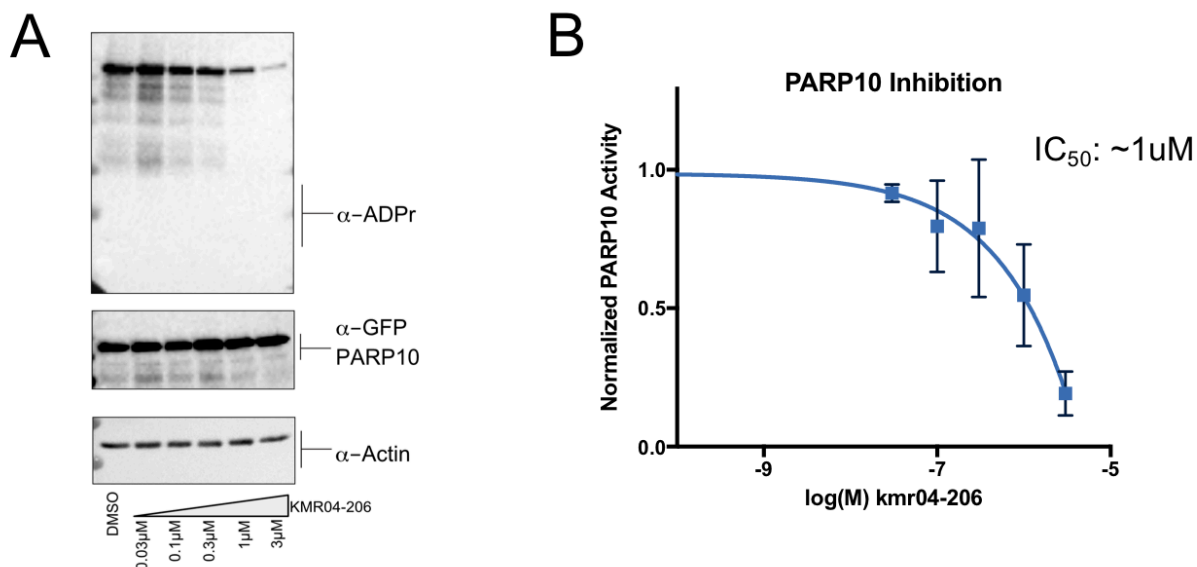 A
α-ADPr
α-GFP
PARP10
α-Actin
DMSO
0.03µM
0.1µM
0.3µM
1µM
3µM
KMR04-206
B
PARP10 Inhibition
IC₅₀: ~1uM
Normalized PARP10 Activity
1.0
0.5
0.0
-9
-7
-5
log(M) kmr04-206